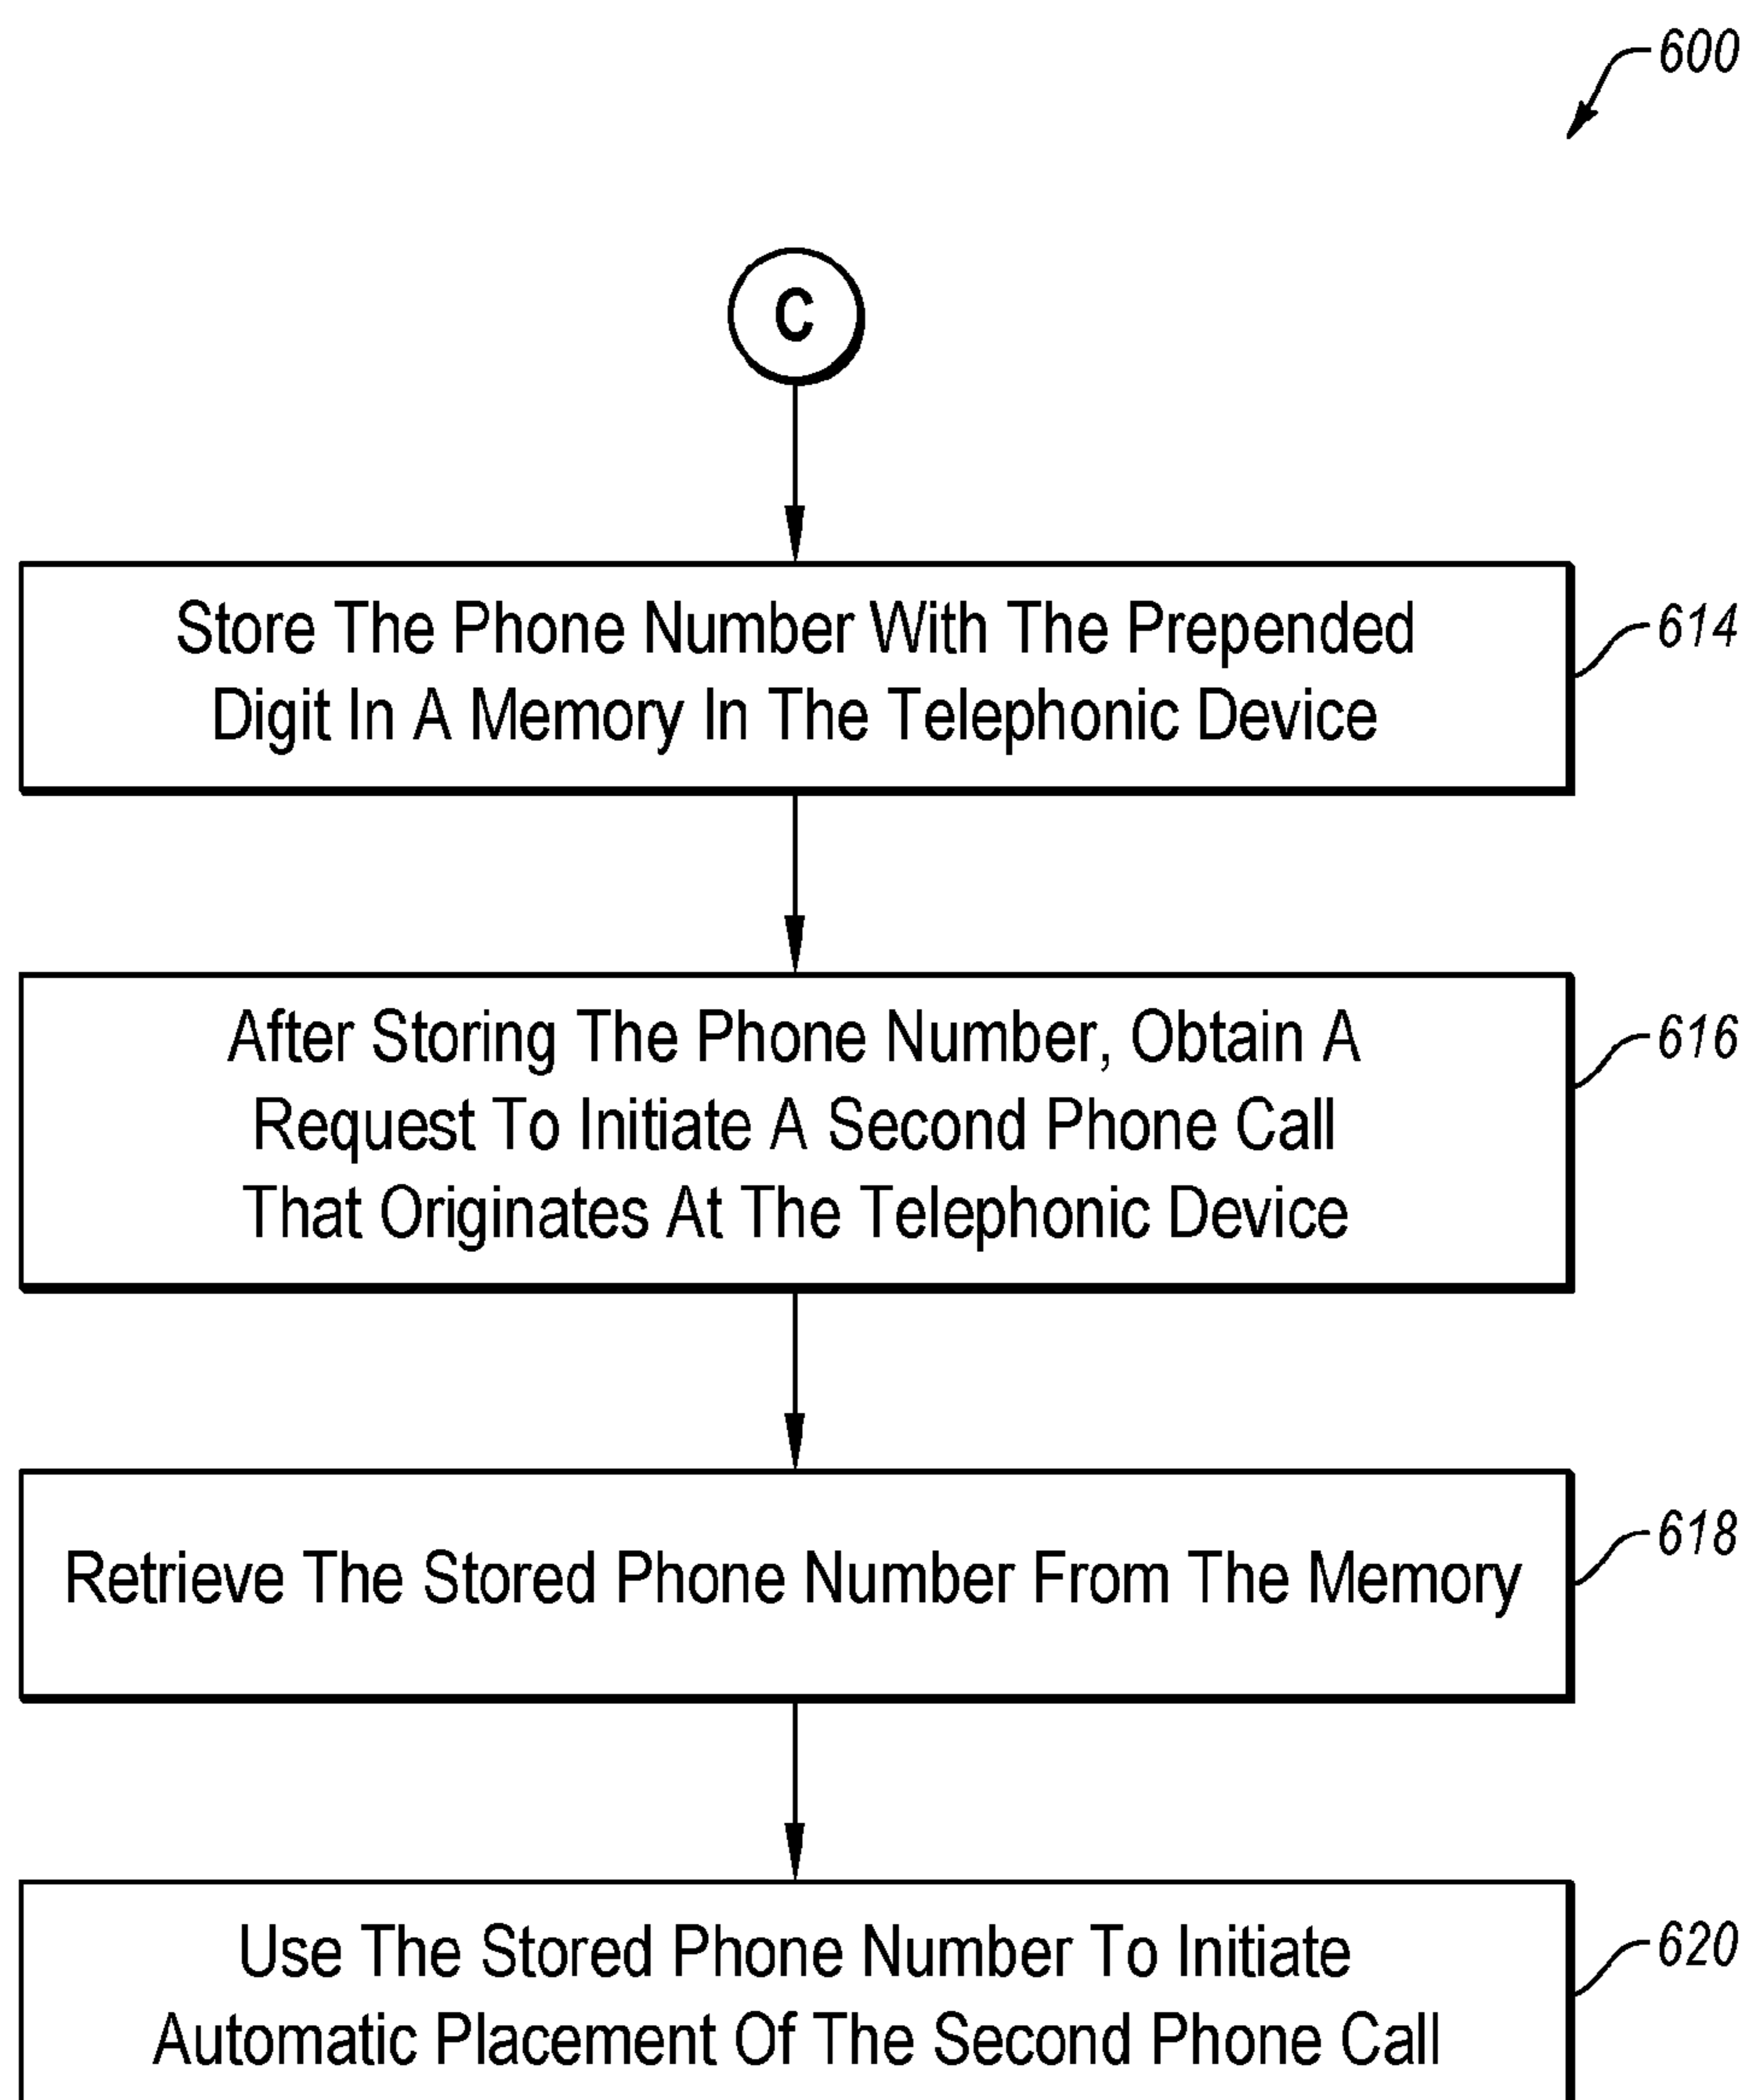 600
C
Store The Phone Number With The Prepended
Digit In A Memory In The Telephonic Device
614
After Storing The Phone Number, Obtain A
Request To Initiate A Second Phone Call
That Originates At The Telephonic Device
616
Retrieve The Stored Phone Number From The Memory
618
Use The Stored Phone Number To Initiate
Automatic Placement Of The Second Phone Call
620